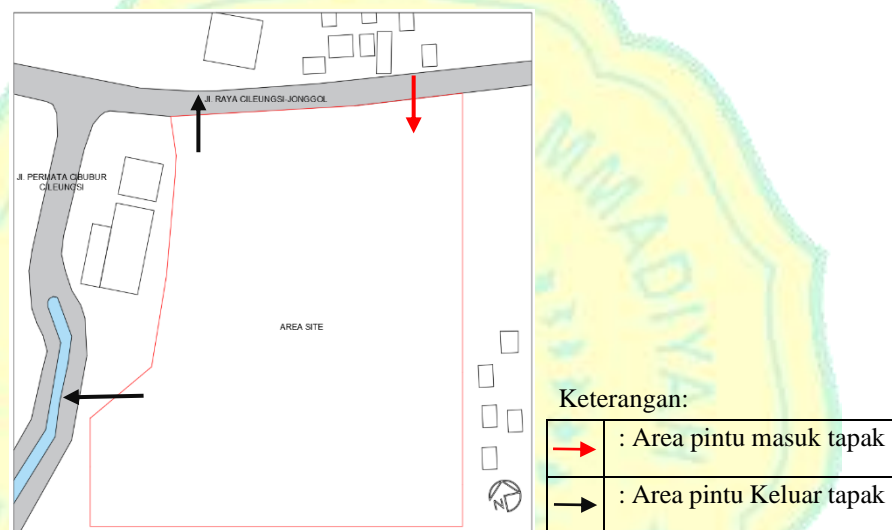 JL. RAYA CILEUNGSI-JONGGOL
Jl. PERMATA CIBUBUR
CILEUNGSI
AREA SITE
N
Keterangan:
: Area pintu masuk tapak
: Area pintu Keluar tapak
MMADIYAH